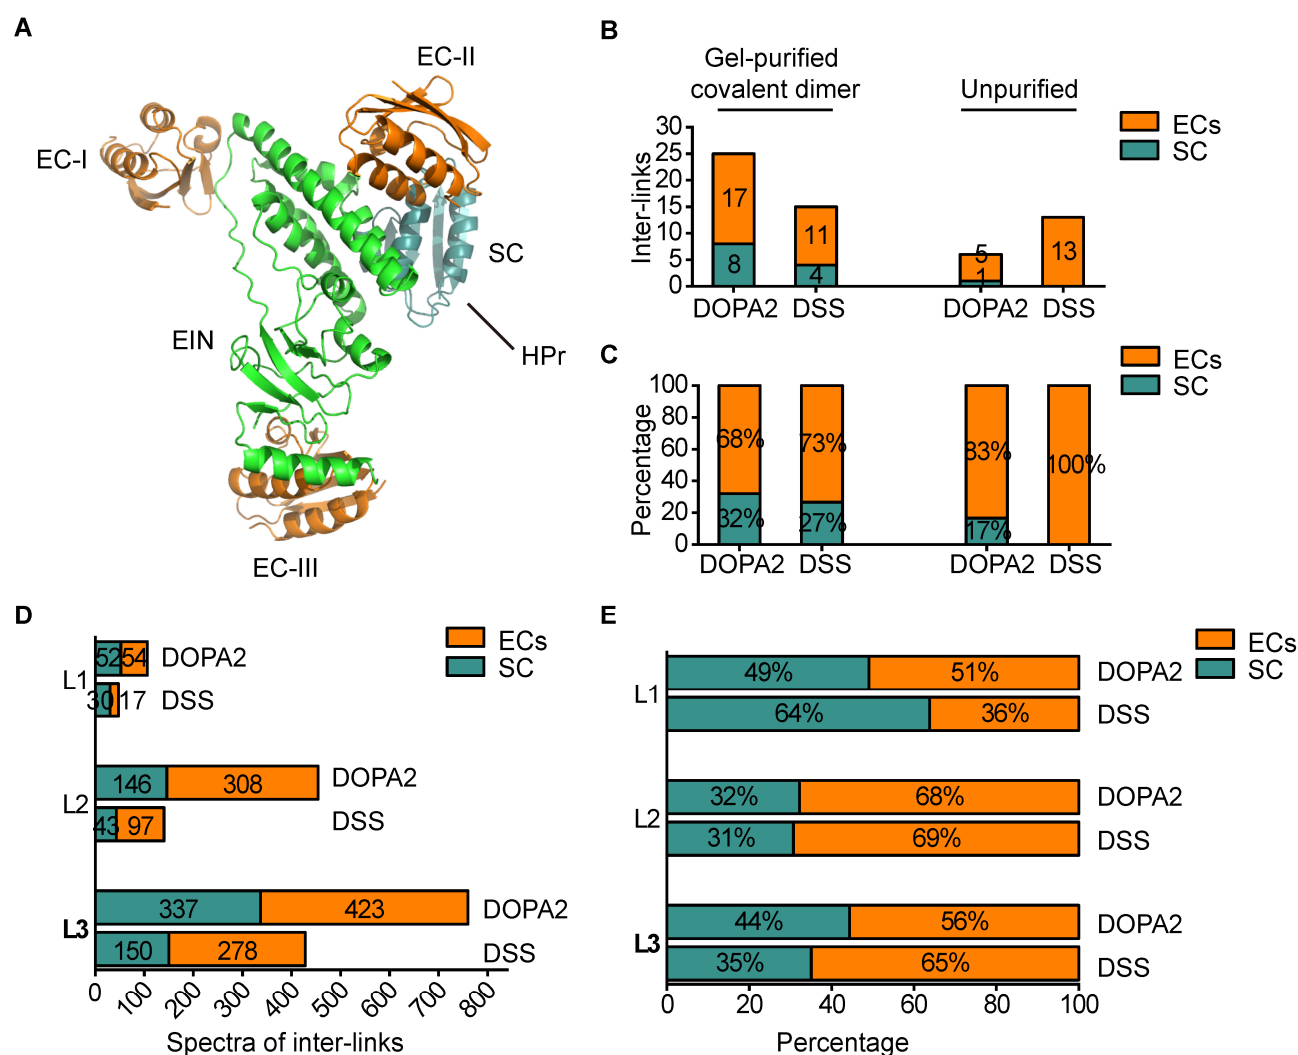 A
EC-II
EC-I
SC
EIN
HPr
EC-III
B
Gel-purified
covalent dimer
Unpurified
ECs
SC
Inter-links
30
25
20
15
10
5
0
17
8
11
4
5
1
13
DOPA2 DSS DOPA2 DSS
C
ECs
SC
Percentage
100
80
60
40
20
0
68%
32%
73%
27%
83%
17%
100%
DOPA2 DSS DOPA2 DSS
D
ECs
SC
L1
52 54 DOPA2
30 17 DSS
L2
146 308 DOPA2
43 97 DSS
L3
337 423 DOPA2
150 278 DSS
0 100 200 300 400 500 600 700 800
Spectra of inter-links
E
ECs
SC
L1
49% 51% DOPA2
64% 36% DSS
L2
32% 68% DOPA2
31% 69% DSS
L3
44% 56% DOPA2
35% 65% DSS
0 20 40 60 80 100
Percentage